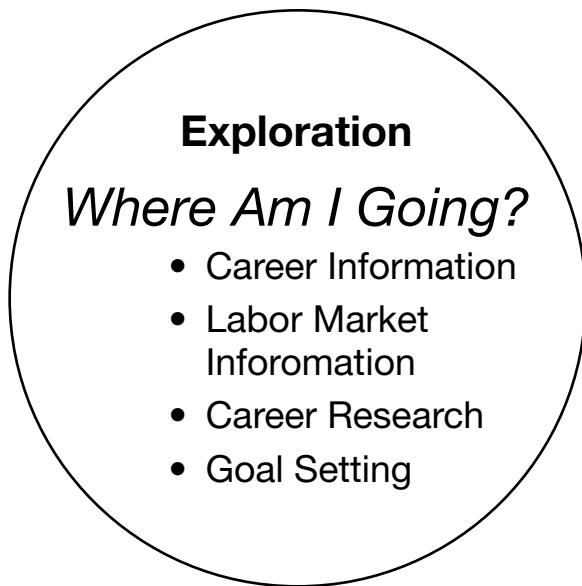 Exploration
Where Am I Going?
• Career Information
• Labor Market
Inforomation
• Career Research
• Goal Setting